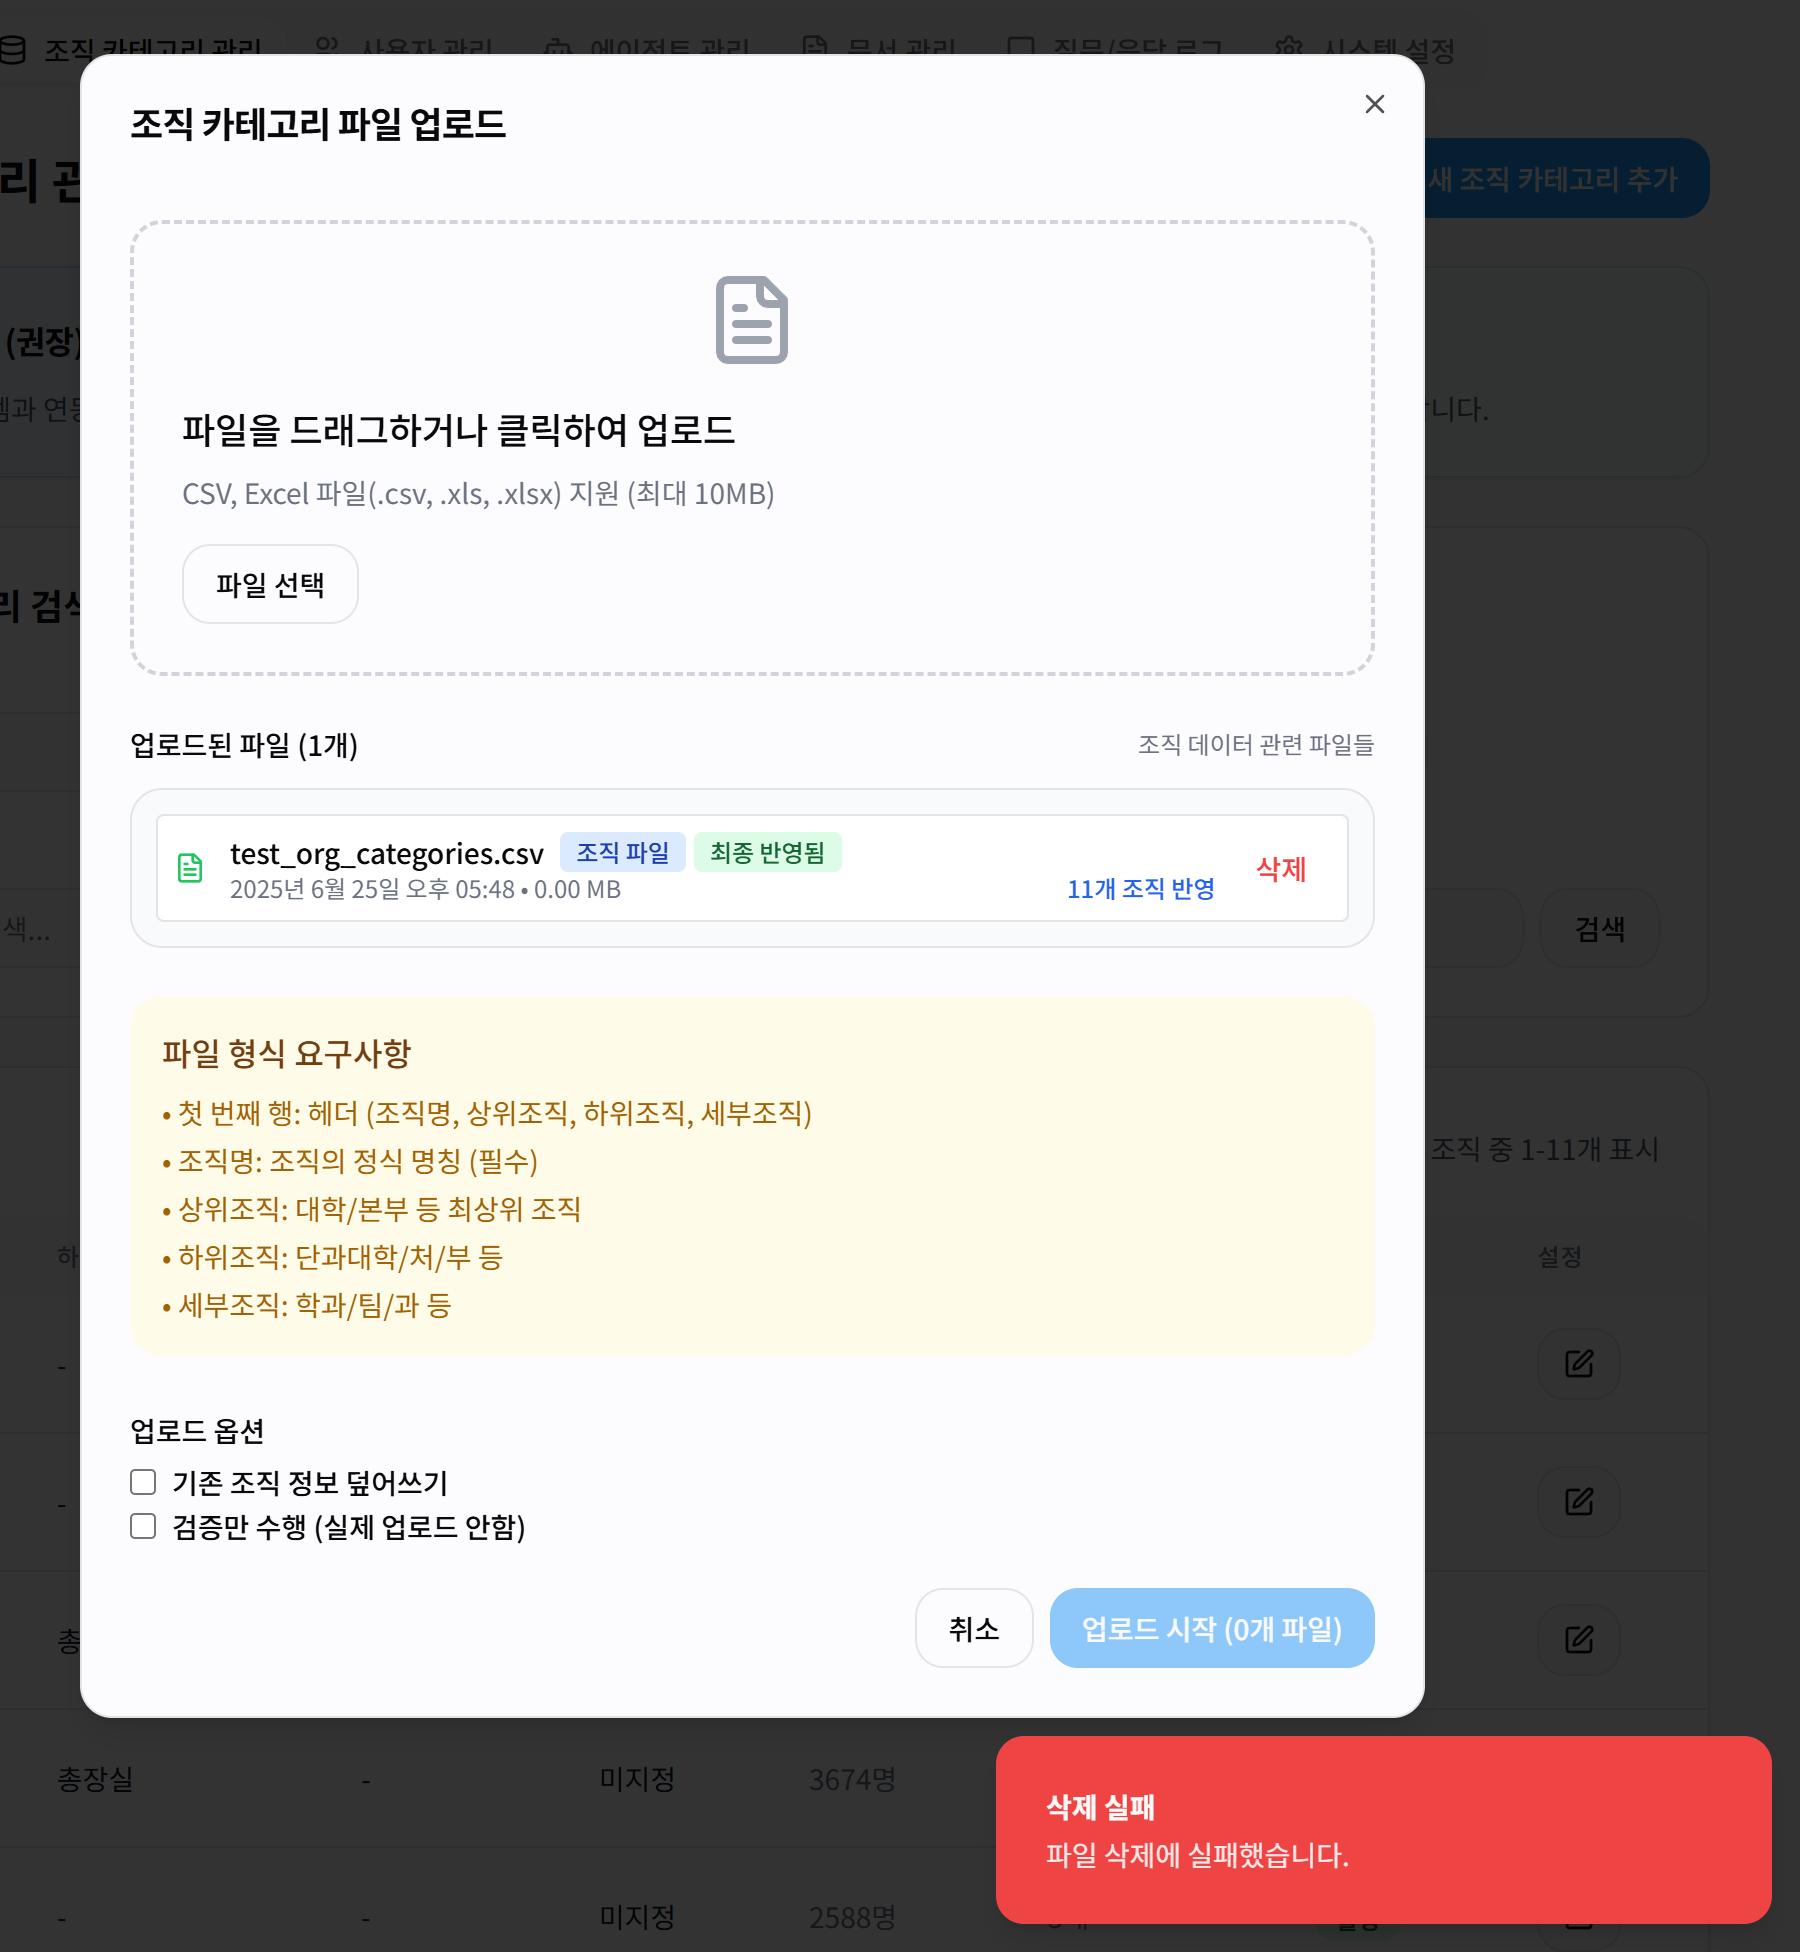 조직 카테고리 관리
사용자 관리
에이전트 관리
문서 관리
질문/응답 로그
시스템 설정
조직 카테고리 파일 업로드
리 관
새 조직 카테고리 추가
(권장)
파일을 드래그하거나 클릭하여 업로드
템과 연동
합니다.
CSV, Excel 파일(.csv, .xls, .xlsx) 지원 (최대 10MB)
파일 선택
리 검색
업로드된 파일 (1개)
조직 데이터 관련 파일들
test_org_categories.csv
조직 파일
최종 반영됨
2025년 6월 25일 오후 05:48 • 0.00 MB
11개 조직 반영
삭제
색...
검색
파일 형식 요구사항
• 첫 번째 행: 헤더 (조직명, 상위조직, 하위조직, 세부조직)
• 조직명: 조직의 정식 명칭 (필수)
조직 중 1-11개 표시
• 상위조직: 대학/본부 등 최상위 조직
• 하위조직: 단과대학/처/부 등
하
설정
• 세부조직: 학과/팀/과 등
-
업로드 옵션
기존 조직 정보 덮어쓰기
-
검증만 수행 (실제 업로드 안함)
취소
업로드 시작 (0개 파일)
총
총장실
-
미지정
3674명
삭제 실패
파일 삭제에 실패했습니다.
-
-
미지정
2588명